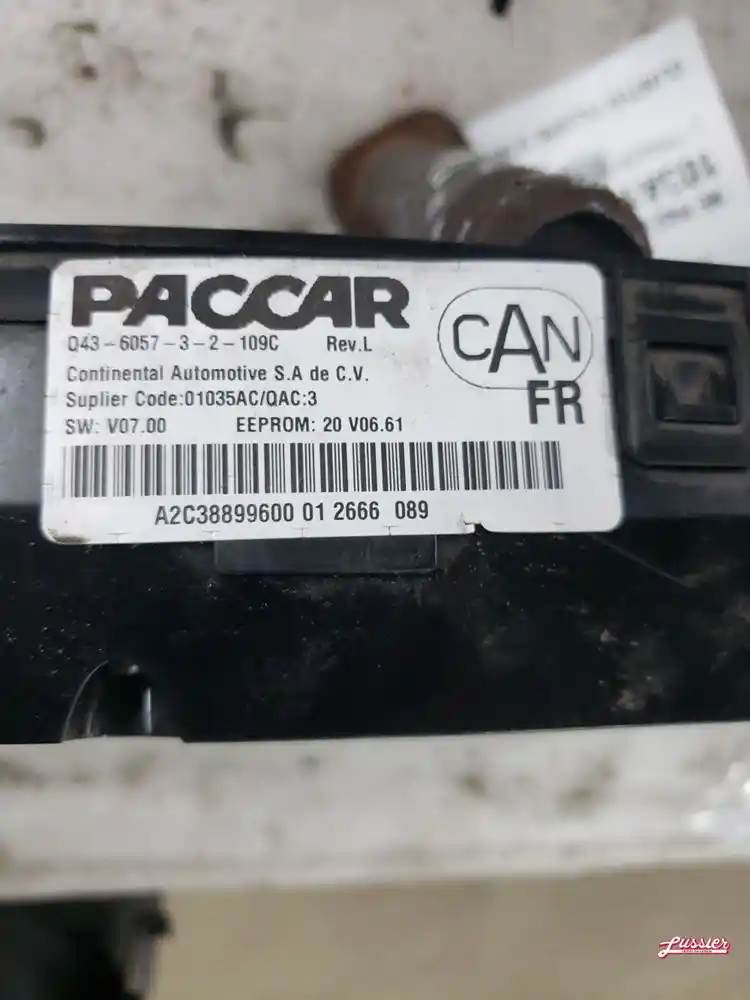 PACCAR
Q43-6057-3-2-109C Rev.L
Continental Automotive S.A de C.V.
Suplier Code:01035AC/QAC:3
SW: V07.00 EEPROM: 20 V06.61
A2C38899600 01 2666 089
CAN
FR
Lussier